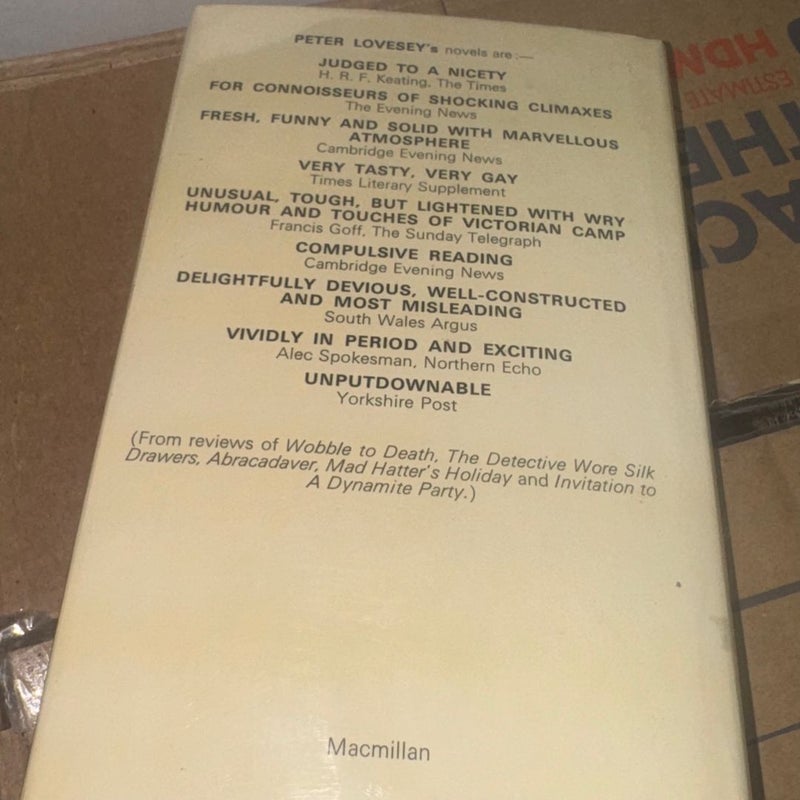 PETER LOVESEY's novels are:—
JUDGED TO A NICETY
H. R. F. Keating, The Times
FOR CONNOISSEURS OF SHOCKING CLIMAXES
The Evening News
FRESH, FUNNY AND SOLID WITH MARVELLOUS
ATMOSPHERE
Cambridge Evening News
VERY TASTY, VERY GAY
Times Literary Supplement
UNUSUAL, TOUGH, BUT LIGHTENED WITH WRY
HUMOUR AND TOUCHES OF VICTORIAN CAMP
Francis Goff, The Sunday Telegraph
COMPULSIVE READING
Cambridge Evening News
DELIGHTFULLY DEVIOUS, WELL-CONSTRUCTED
AND MOST MISLEADING
South Wales Argus
VIVIDLY IN PERIOD AND EXCITING
Alec Spokesman, Northern Echo
UNPUTDOWNABLE
Yorkshire Post
(From reviews of Wobble to Death, The Detective Wore Silk
Drawers, Abracadaver, Mad Hatter's Holiday and Invitation to
A Dynamite Party.)
Macmillan
ESTIMATE
THE